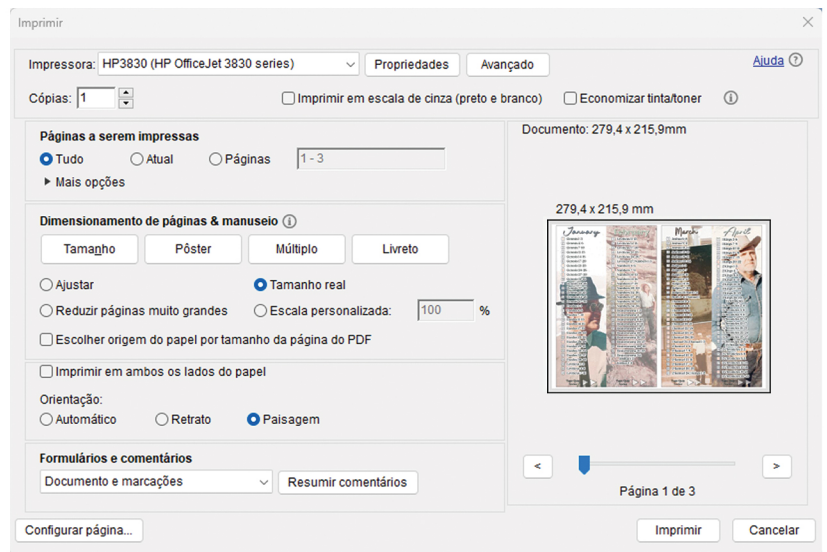 Imprimir
Impressora: HP3830 (HP OfficeJet 3830 series) Propriedades Avançado Ajuda ?
Cópias: 1 Imprimir em escala de cinza (preto e branco) Economizar tinta/toner i
Páginas a serem impressas
Tudo Atual Páginas 1 - 3
Mais opções
Dimensionamento de páginas & manuseio i
Tamanho Pôster Múltiplo Livreto
Ajustar Tamanho real
Reduzir páginas muito grandes Escala personalizada: 100 %
Escolher origem do papel por tamanho da página do PDF
Imprimir em ambos os lados do papel
Orientação:
Automático Retrato Paisagem
Formulários e comentários
Documento e marcações Resumir comentários
Documento: 279,4 x 215,9mm
279,4 x 215,9 mm
January March April
< >
Página 1 de 3
Configurar página... Imprimir Cancelar